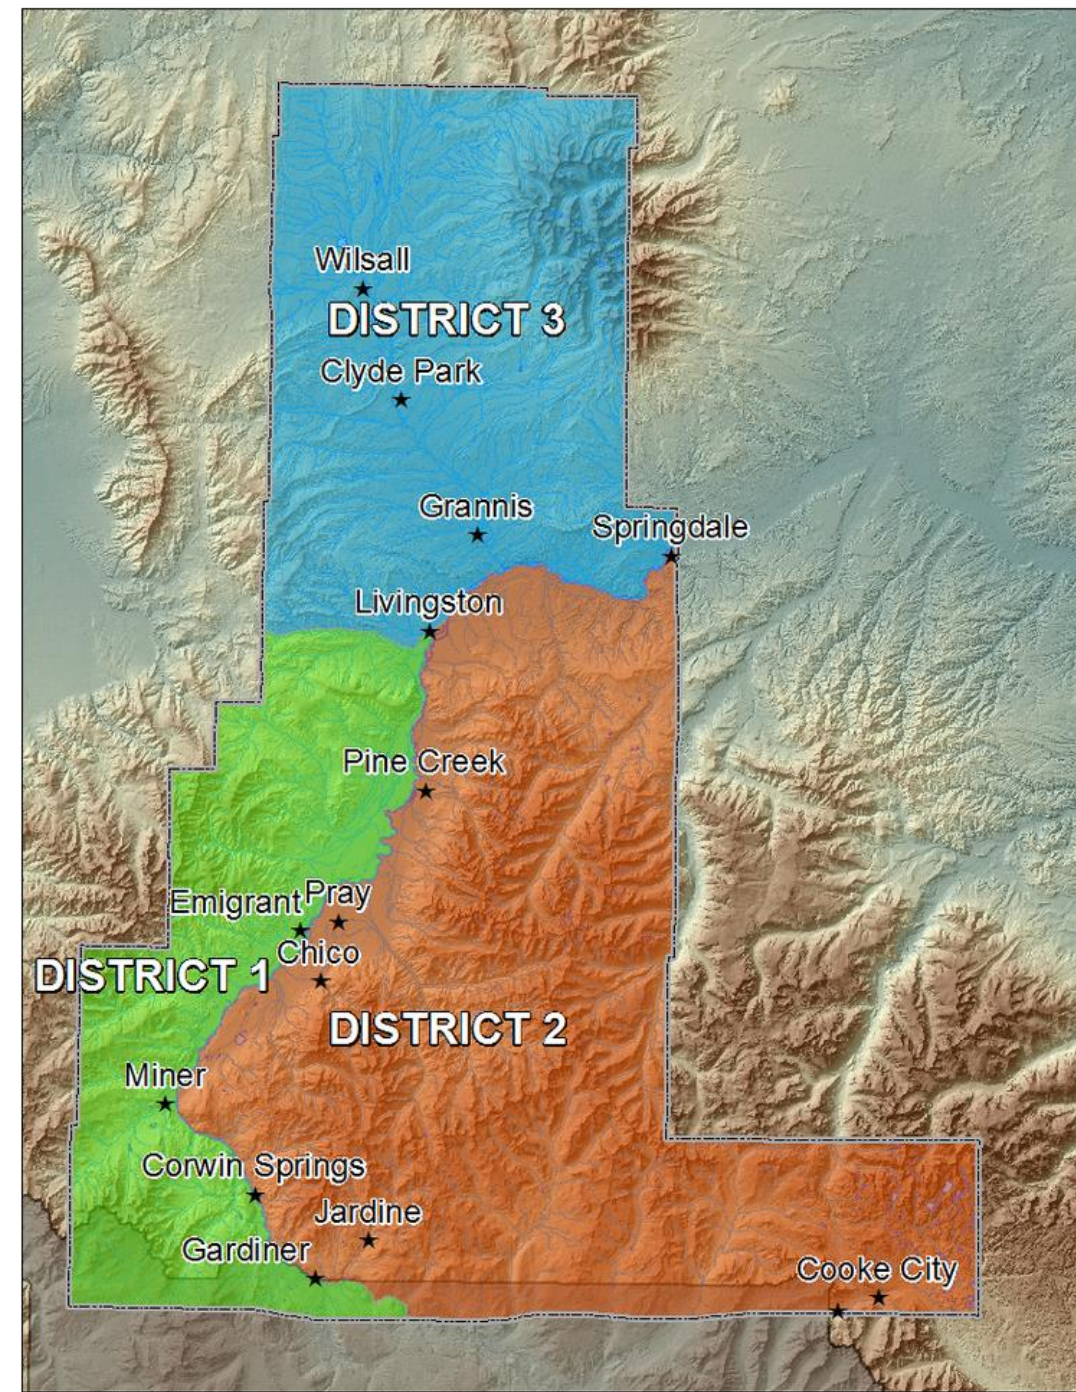 Wilsall
DISTRICT 3
Clyde Park
Grannis
Springdale
Livingston
Pine Creek
Emigrant
Pray
Chico
DISTRICT 1
DISTRICT 2
Miner
Corwin Springs
Jardine
Gardiner
Cooke City